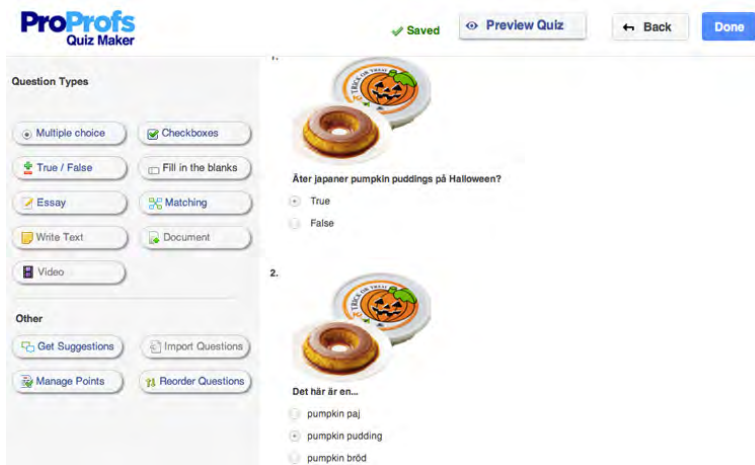 ProProfs
Quiz Maker
Saved
Preview Quiz
Back
Done
Question Types
Multiple choice
Checkboxes
True / False
Fill in the blanks
Essay
Matching
Write Text
Document
Video
Other
Get Suggestions
Import Questions
Manage Points
Reorder Questions
1.
TRICK OR TREAT
Äter japaner pumpkin puddings på Halloween?
True
False
2.
TRICK OR TREAT
Det här är en...
pumpkin paj
pumpkin pudding
pumpkin bröd